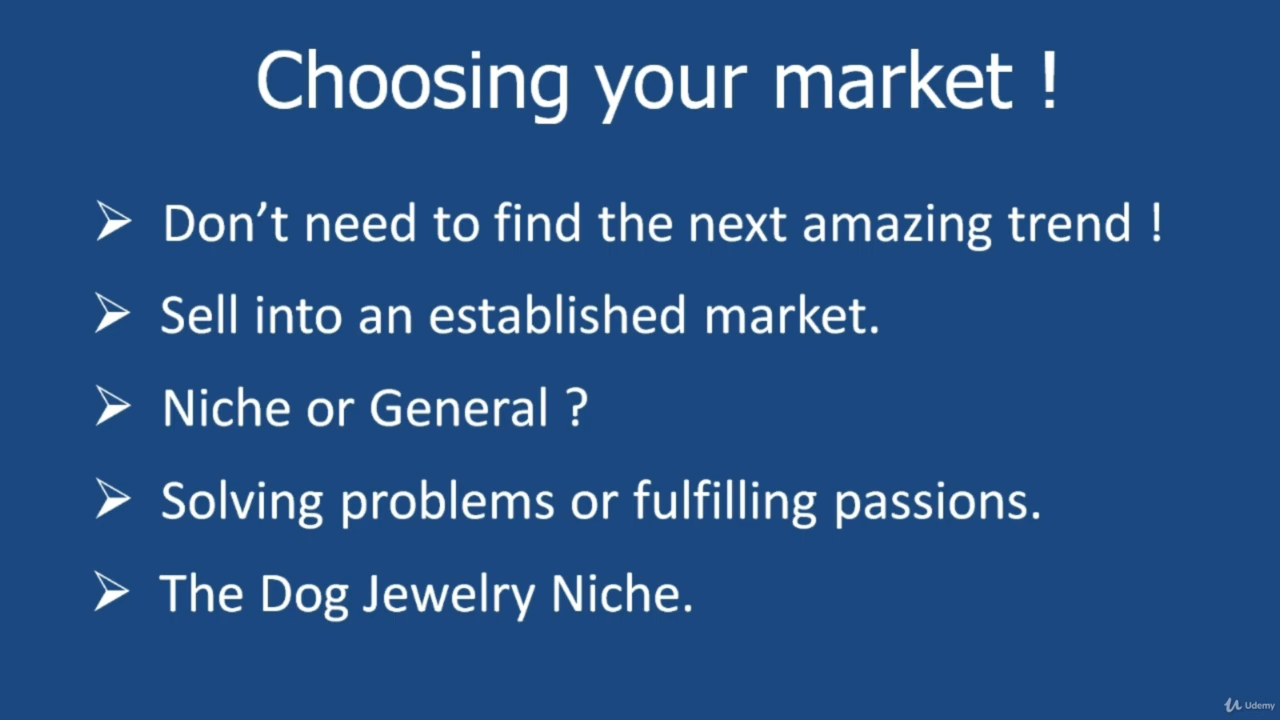 Choosing your market !
Don’t need to find the next amazing trend !
Sell into an established market.
Niche or General ?
Solving problems or fulfilling passions.
The Dog Jewelry Niche.
Udemy